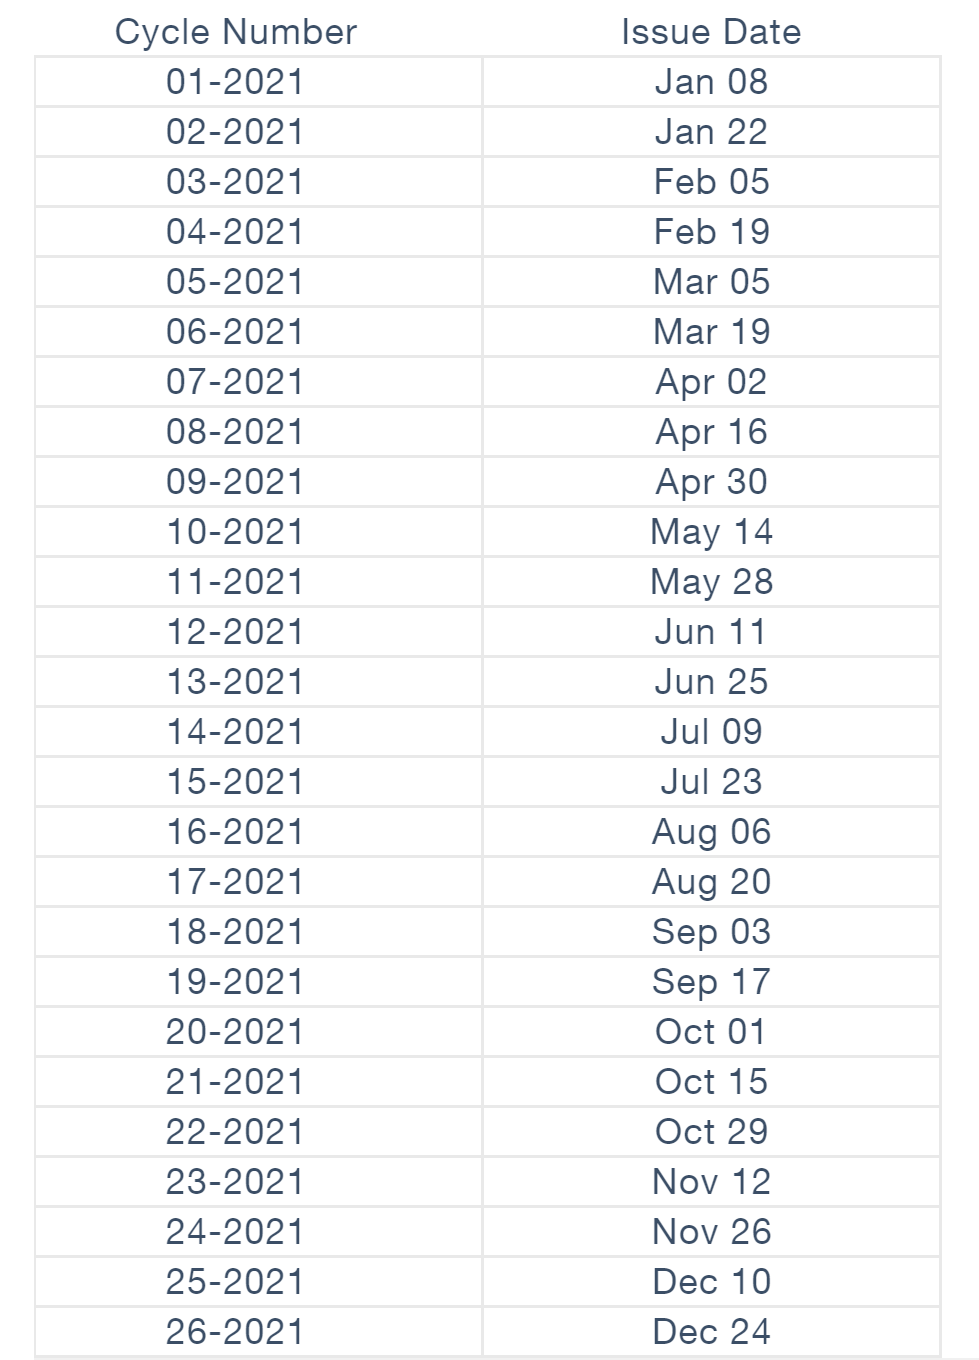 Cycle Number Issue Date
01-2021 Jan 08
02-2021 Jan 22
03-2021 Feb 05
04-2021 Feb 19
05-2021 Mar 05
06-2021 Mar 19
07-2021 Apr 02
08-2021 Apr 16
09-2021 Apr 30
10-2021 May 14
11-2021 May 28
12-2021 Jun 11
13-2021 Jun 25
14-2021 Jul 09
15-2021 Jul 23
16-2021 Aug 06
17-2021 Aug 20
18-2021 Sep 03
19-2021 Sep 17
20-2021 Oct 01
21-2021 Oct 15
22-2021 Oct 29
23-2021 Nov 12
24-2021 Nov 26
25-2021 Dec 10
26-2021 Dec 24